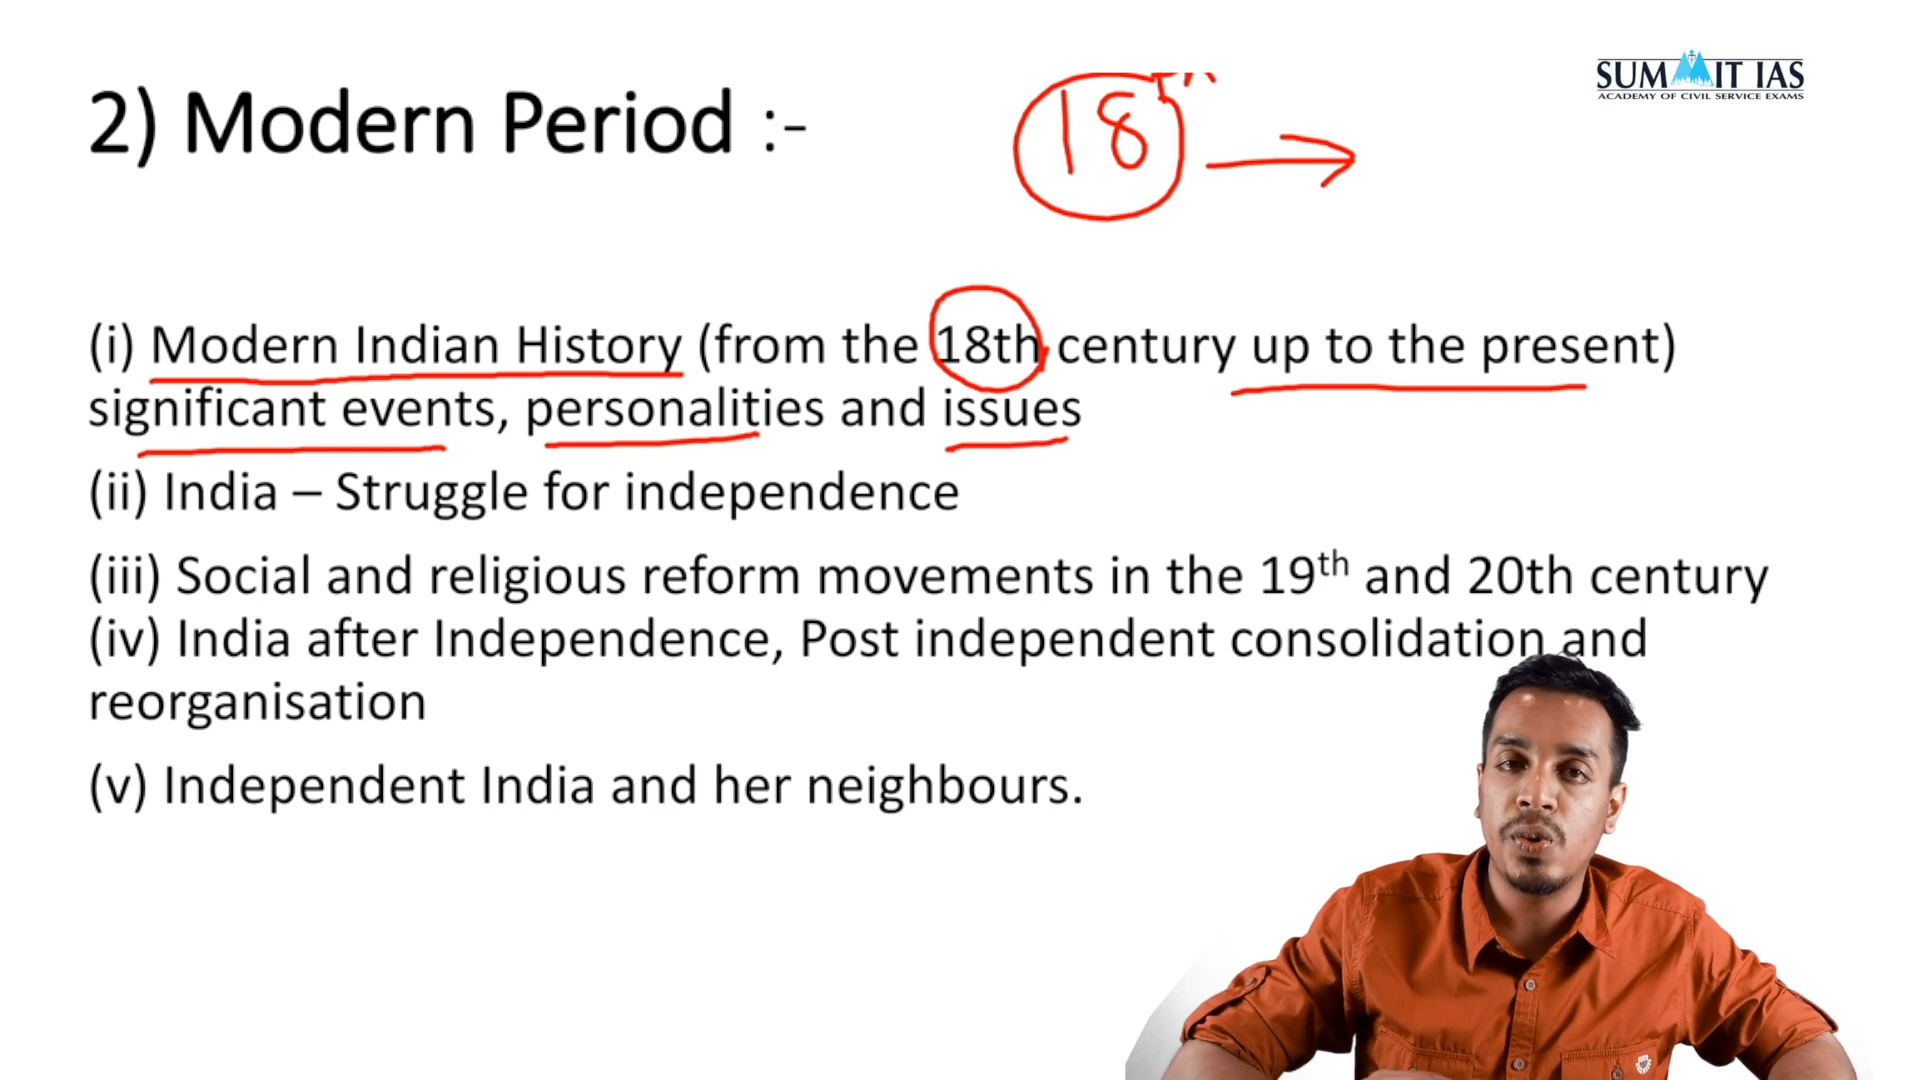 SUMMIT IAS
ACADEMY OF CIVIL SERVICE EXAMS
2) Modern Period :-
18th
(i) Modern Indian History (from the 18th century up to the present)
significant events, personalities and issues
(ii) India – Struggle for independence
(iii) Social and religious reform movements in the 19th and 20th century
(iv) India after Independence, Post independent consolidation and
reorganisation
(v) Independent India and her neighbours.